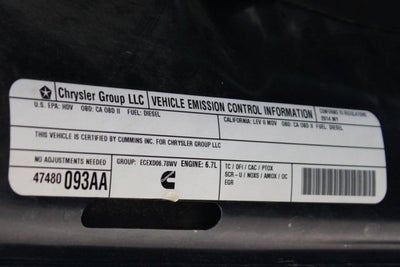 Chrysler Group LLC VEHICLE EMISSION CONTROL INFORMATION CONFORMS TO REGULATIONS
U.S. EPA: HDV OBD: CA OBD II FUEL: DIESEL CALIFORNIA: LEV II MDV OBD: CA OBD II FUEL: DIESEL 2014 MY
THIS VEHICLE IS CERTIFIED BY CUMMINS INC. FOR CHRYSLER GROUP LLC
NO ADJUSTMENTS NEEDED GROUP: ECEXD06.78WV ENGINE: 6.7L TC / DFI / CAC / PTOX
47480 093AA SCR-U / NOXS / AMOX / OC
EGR